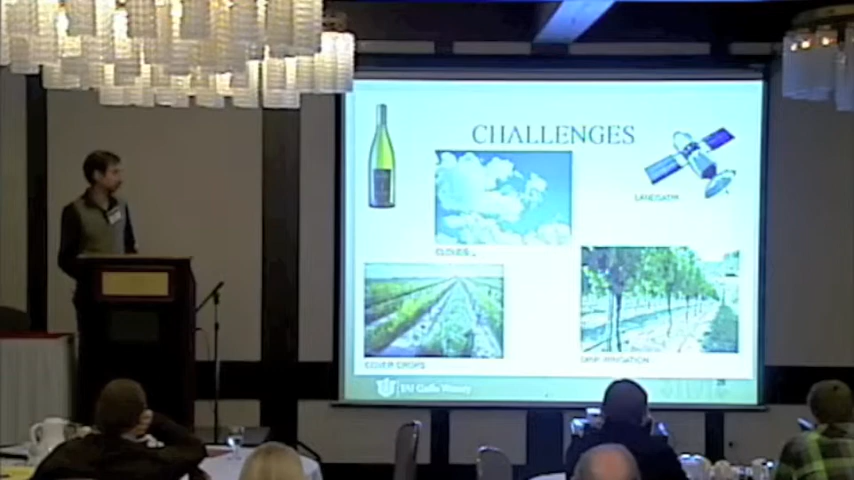 CHALLENGES
LANDSAT
CLOUDS
COVER CROPS
DRIP IRRIGATION
E&J Gallo Winery